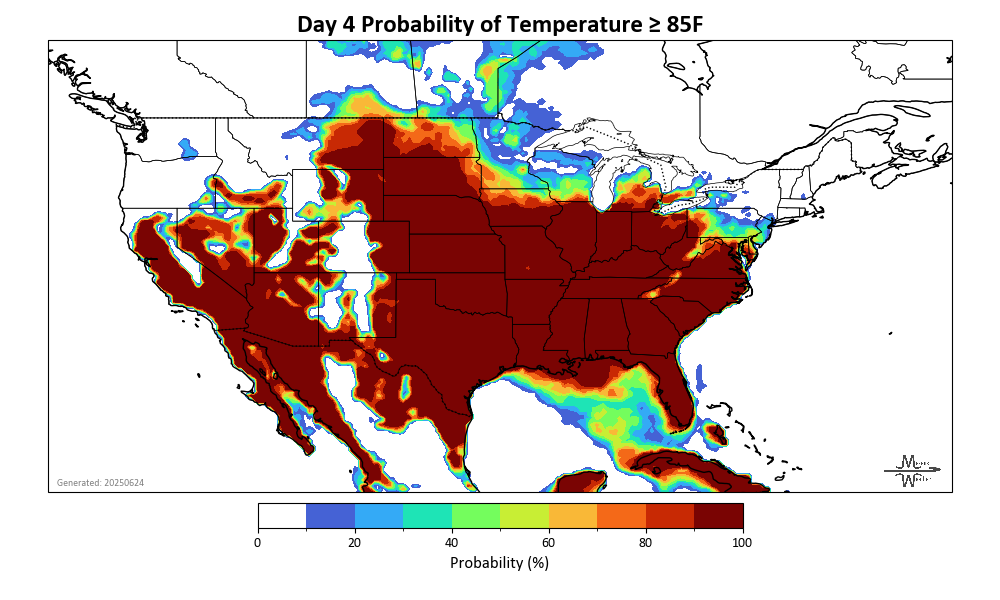 Day 4 Probability of Temperature ≥ 85F
Generated: 20250624
0 20 40 60 80 100
Probability (%)